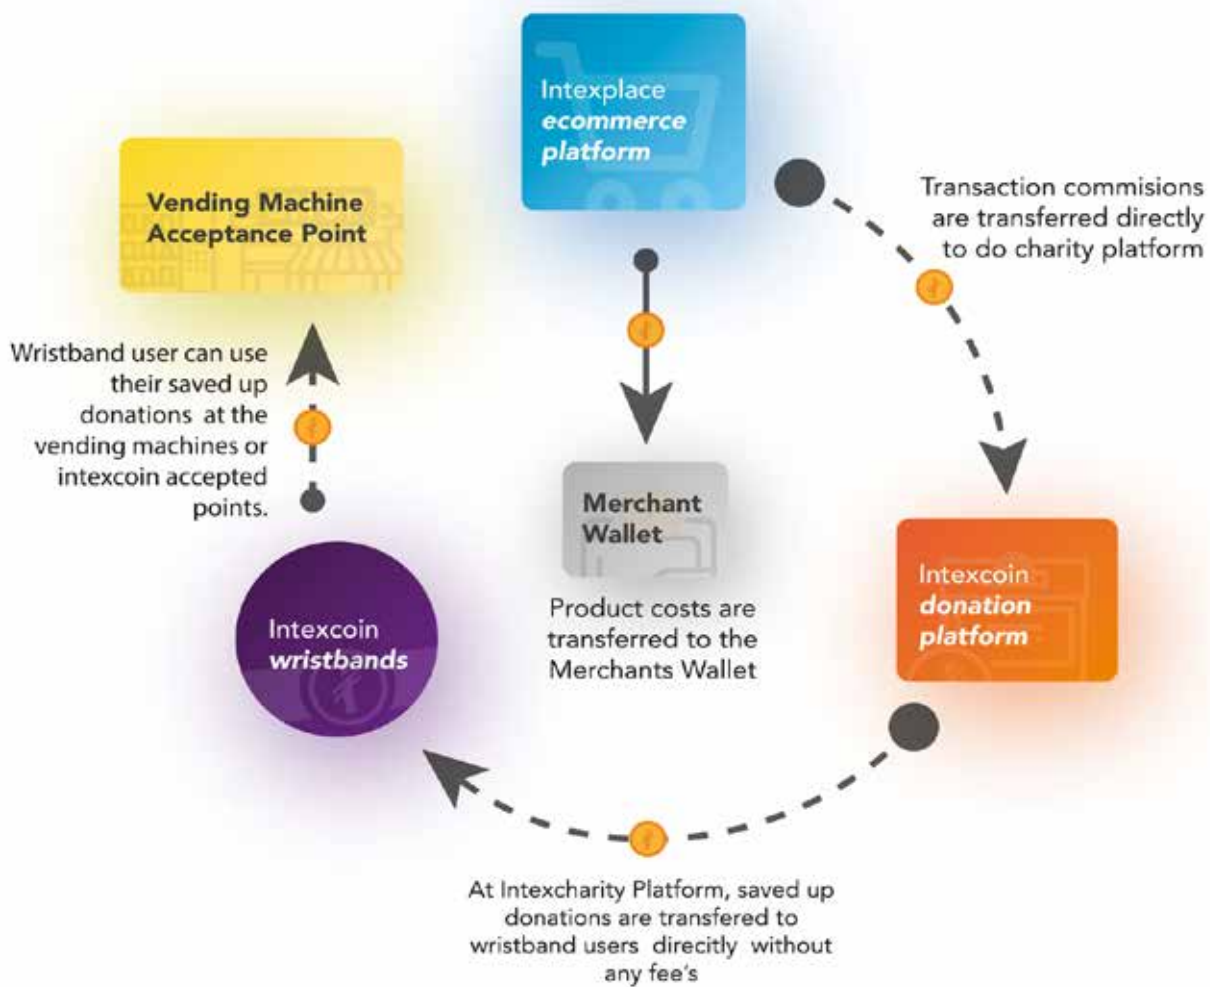 Intexplace
ecommerce
platform
Vending Machine
Acceptance Point
Transaction commisions
are transferred directly
to do charity platform
Wristband user can use
their saved up
donations at the
vending machines or
intexcoin accepted
points.
Merchant
Wallet
Product costs are
transferred to the
Merchants Wallet
Intexcoin
donation
platform
Intexcoin
wristbands
At Intexcharity Platform, saved up
donations are transfered to
wristband users direcitly without
any fee's